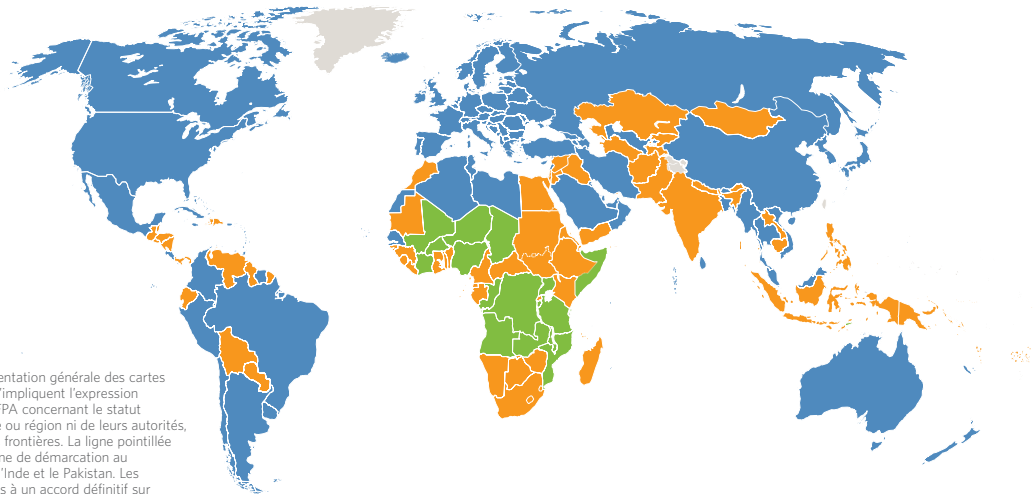 entation générale des cartes
'impliquent l'expression
FPA concernant le statut
e ou région ni de leurs autorités,
frontières. La ligne pointillée
ne de démarcation au
l'Inde et le Pakistan. Les
s à un accord définitif sur